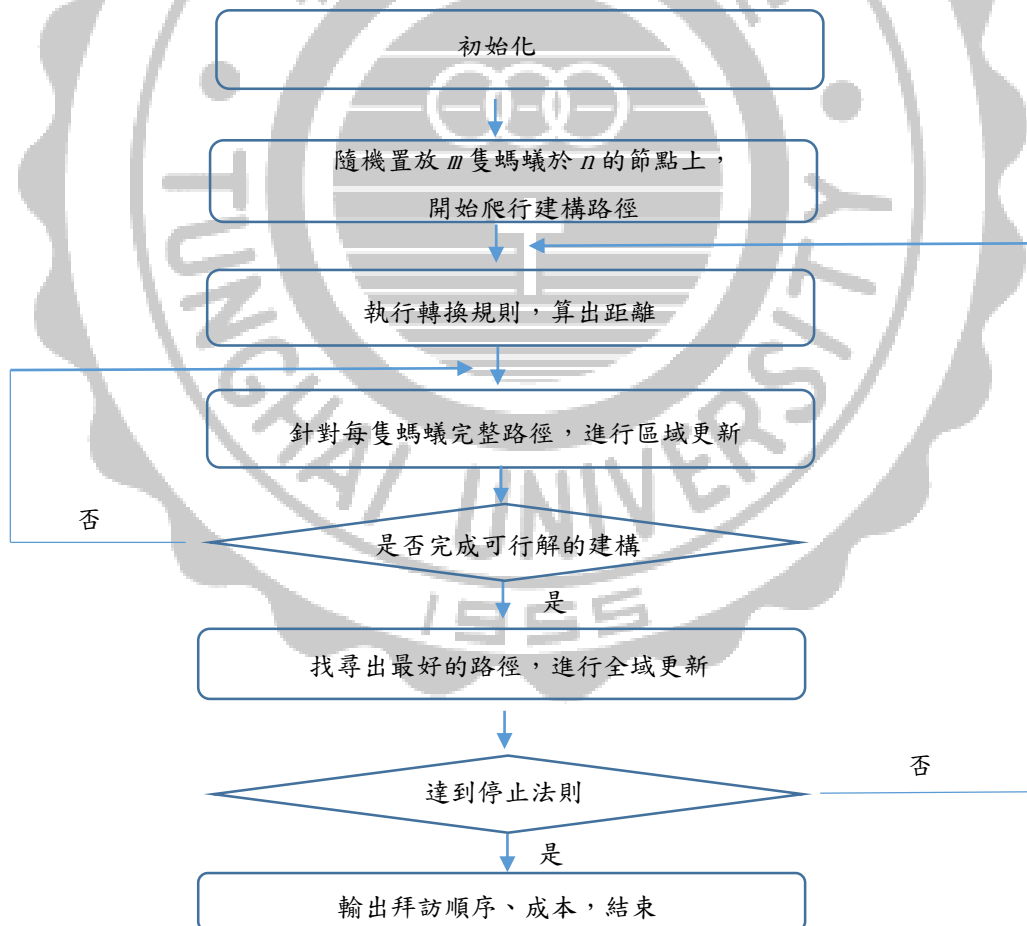 初始化
隨機置放 m 隻螞蟻於 n 的節點上，
開始爬行建構路徑
執行轉換規則，算出距離
針對每隻螞蟻完整路徑，進行區域更新
否
是否完成可行解的建構
是
找尋出最好的路徑，進行全域更新
否
達到停止法則
是
輸出拜訪順序、成本，結束
TUNGHAI UNIVERSITY
1955